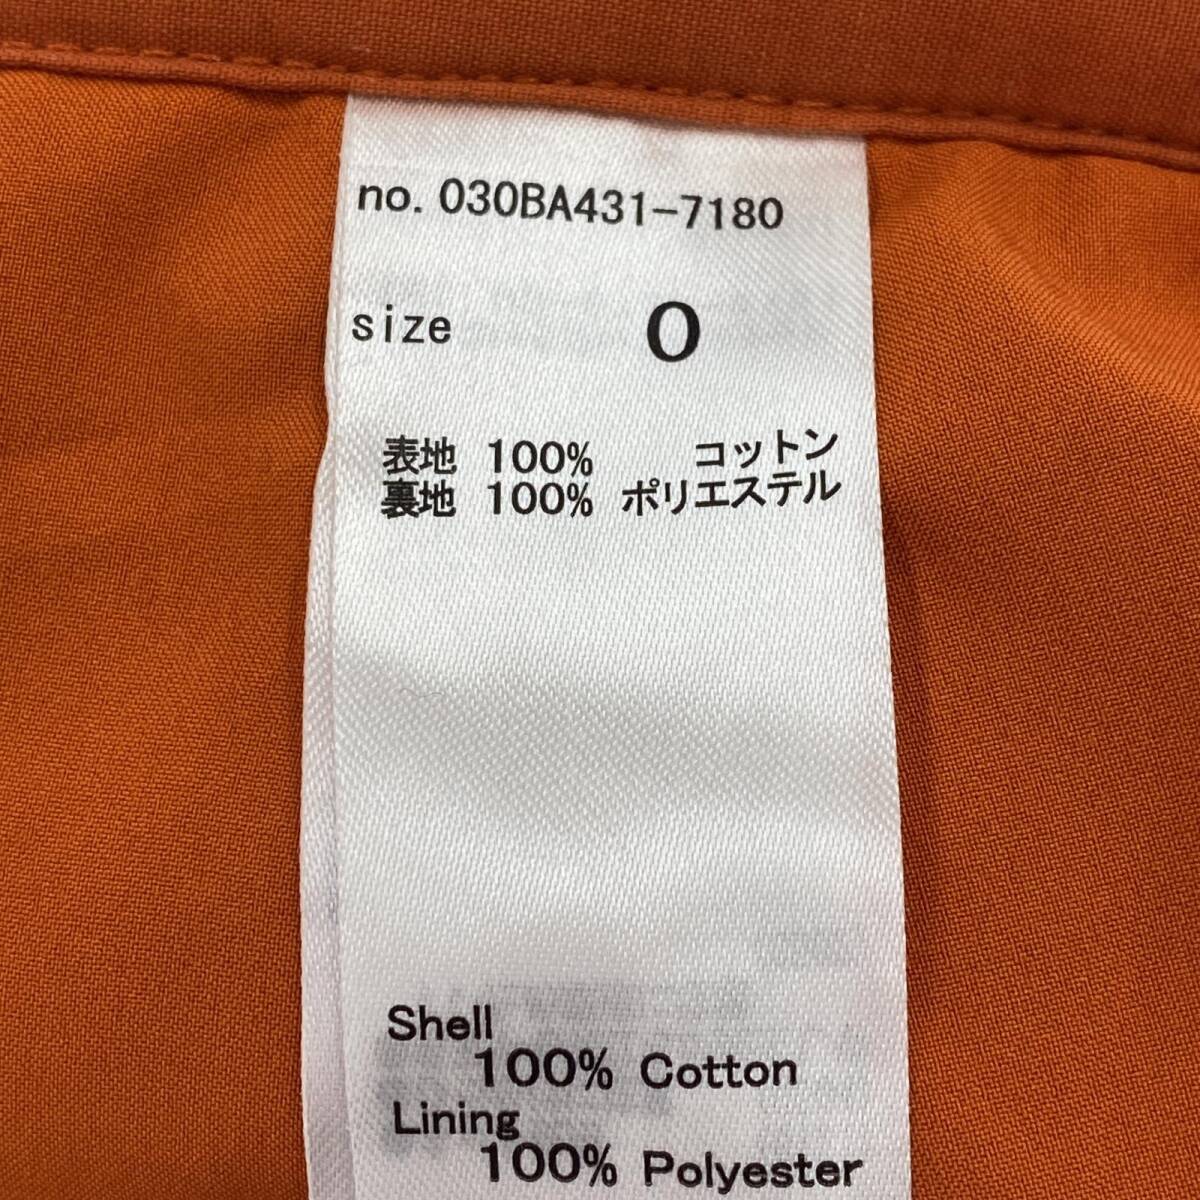 no. 030BA431-7180
size 0
表地 100% コットン
裏地 100% ポリエステル
Shell
100% Cotton
Lining
100% Polyester